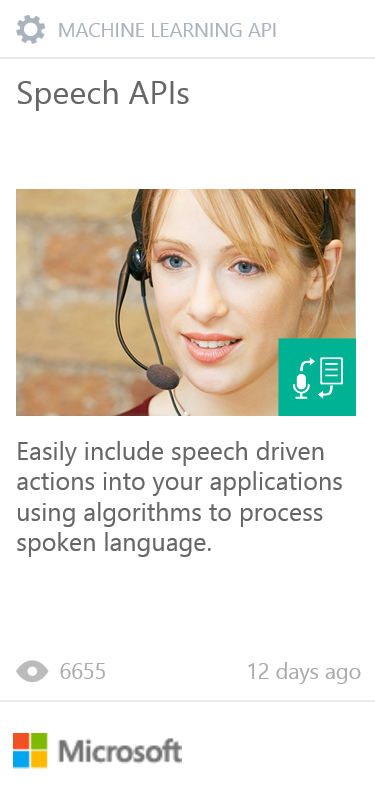 MACHINE LEARNING API
Speech APIs
Easily include speech driven
actions into your applications
using algorithms to process
spoken language.
6655
12 days ago
Microsoft